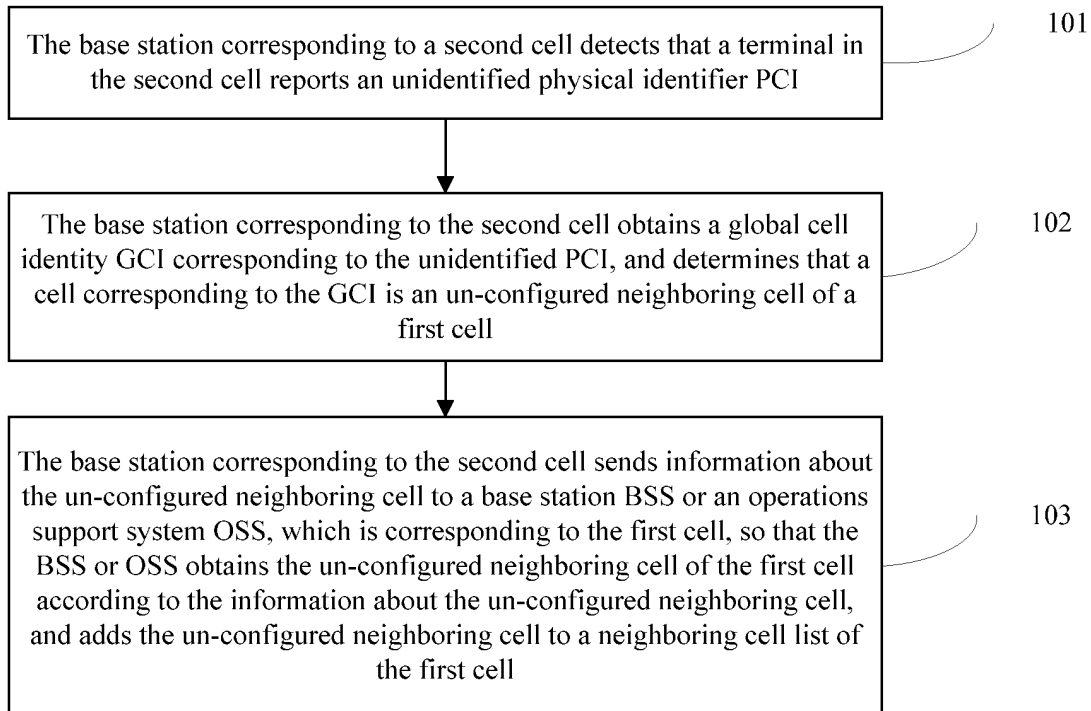 The base station corresponding to a second cell detects that a terminal in
the second cell reports an unidentified physical identifier PCI
101
The base station corresponding to the second cell obtains a global cell
identity GCI corresponding to the unidentified PCI, and determines that a
cell corresponding to the GCI is an un-configured neighboring cell of a
first cell
102
The base station corresponding to the second cell sends information about
the un-configured neighboring cell to a base station BSS or an operations
support system OSS, which is corresponding to the first cell, so that the
BSS or OSS obtains the un-configured neighboring cell of the first cell
according to the information about the un-configured neighboring cell,
and adds the un-configured neighboring cell to a neighboring cell list of
the first cell
103